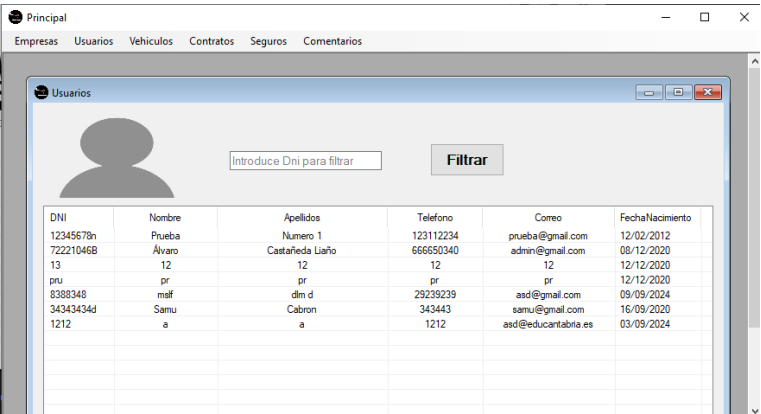 Principal
Empresas Usuarios Vehiculos Contratos Seguros Comentarios
Usuarios
Introduce Dni para filtrar Filtrar
DNI Nombre Apellidos Telefono Correo FechaNacimiento
12345678n Prueba Numero 1 123112234 prueba@gmail.com 12/02/2012
72221046B Álvaro Castañeda Liaño 666650340 admin@gmail.com 08/12/2020
13 12 12 12 12 12/12/2020
pru pr pr pr pr 12/12/2020
8388348 mslf dlm d 29239239 asd@gmail.com 09/09/2024
34343434d Samu Cabron 343443 samu@gmail.com 16/09/2020
1212 a a 1212 asd@educantabria.es 03/09/2024